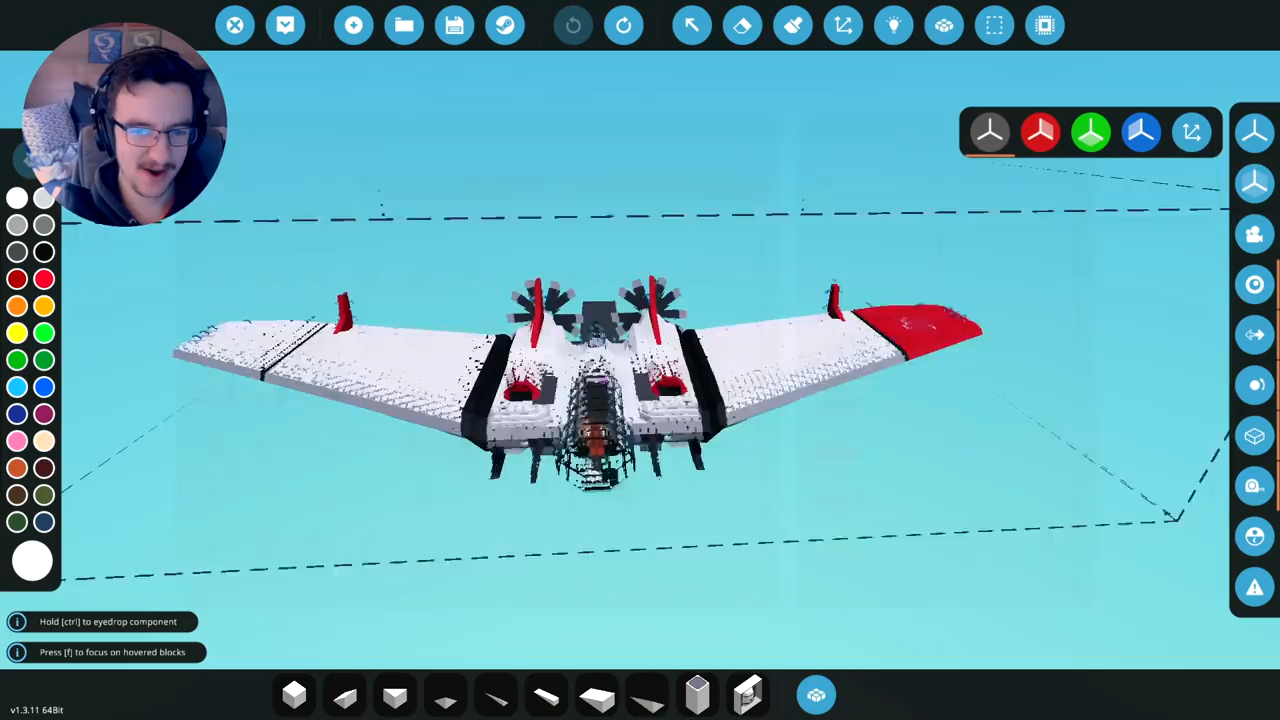 Hold [ctrl] to eyedrop component
Press [f] to focus on hovered blocks
v1.3.11 64Bit